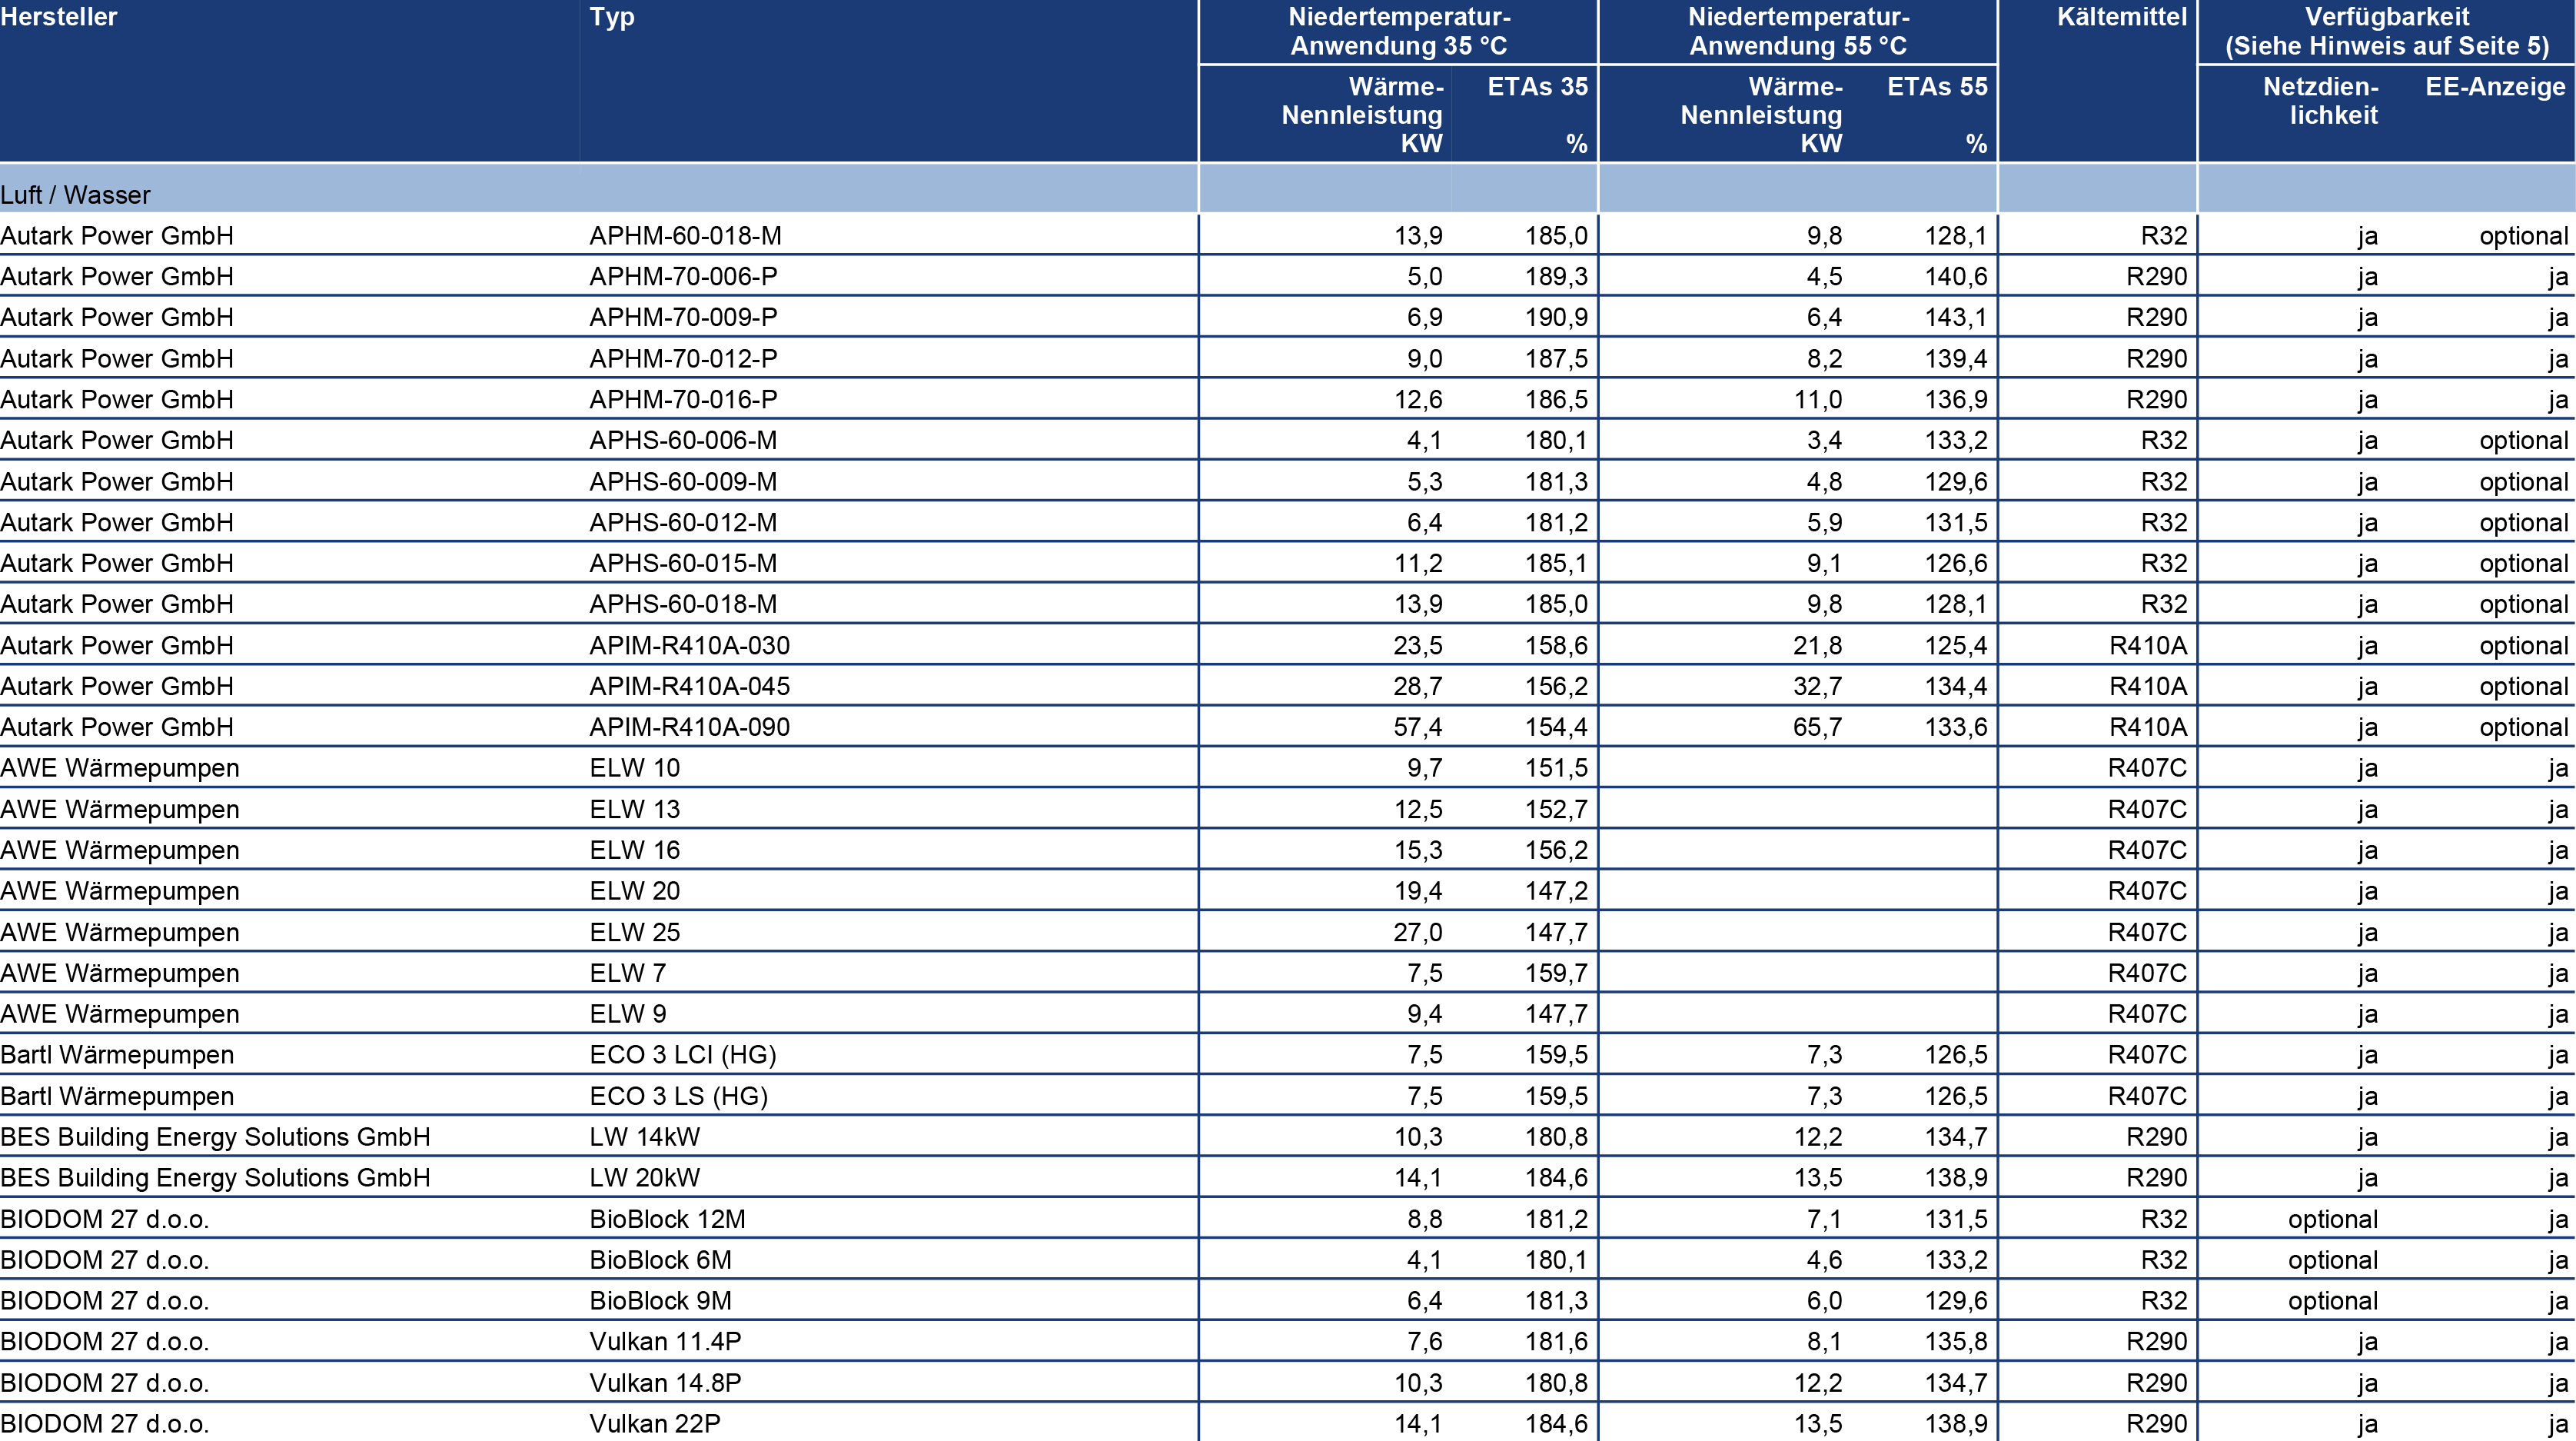 Hersteller Typ Niedertemperatur- Niedertemperatur- Kältemittel Verfügbarkeit
Anwendung 35 °C Anwendung 55 °C (Siehe Hinweis auf Seite 5)
Wärme- ETAs 35 Wärme- ETAs 55 Netzdien- EE-Anzeige
Nennleistung Nennleistung lichkeit
KW % KW %
Luft / Wasser
Autark Power GmbH APHM-60-018-M 13,9 185,0 9,8 128,1 R32 ja optional
Autark Power GmbH APHM-70-006-P 5,0 189,3 4,5 140,6 R290 ja ja
Autark Power GmbH APHM-70-009-P 6,9 190,9 6,4 143,1 R290 ja ja
Autark Power GmbH APHM-70-012-P 9,0 187,5 8,2 139,4 R290 ja ja
Autark Power GmbH APHM-70-016-P 12,6 186,5 11,0 136,9 R290 ja ja
Autark Power GmbH APHS-60-006-M 4,1 180,1 3,4 133,2 R32 ja optional
Autark Power GmbH APHS-60-009-M 5,3 181,3 4,8 129,6 R32 ja optional
Autark Power GmbH APHS-60-012-M 6,4 181,2 5,9 131,5 R32 ja optional
Autark Power GmbH APHS-60-015-M 11,2 185,1 9,1 126,6 R32 ja optional
Autark Power GmbH APHS-60-018-M 13,9 185,0 9,8 128,1 R32 ja optional
Autark Power GmbH APIM-R410A-030 23,5 158,6 21,8 125,4 R410A ja optional
Autark Power GmbH APIM-R410A-045 28,7 156,2 32,7 134,4 R410A ja optional
Autark Power GmbH APIM-R410A-090 57,4 154,4 65,7 133,6 R410A ja optional
AWE Wärmepumpen ELW 10 9,7 151,5 R407C ja ja
AWE Wärmepumpen ELW 13 12,5 152,7 R407C ja ja
AWE Wärmepumpen ELW 16 15,3 156,2 R407C ja ja
AWE Wärmepumpen ELW 20 19,4 147,2 R407C ja ja
AWE Wärmepumpen ELW 25 27,0 147,7 R407C ja ja
AWE Wärmepumpen ELW 7 7,5 159,7 R407C ja ja
AWE Wärmepumpen ELW 9 9,4 147,7 R407C ja ja
Bartl Wärmepumpen ECO 3 LCI (HG) 7,5 159,5 7,3 126,5 R407C ja ja
Bartl Wärmepumpen ECO 3 LS (HG) 7,5 159,5 7,3 126,5 R407C ja ja
BES Building Energy Solutions GmbH LW 14kW 10,3 180,8 12,2 134,7 R290 ja ja
BES Building Energy Solutions GmbH LW 20kW 14,1 184,6 13,5 138,9 R290 ja ja
BIODOM 27 d.o.o. BioBlock 12M 8,8 181,2 7,1 131,5 R32 optional ja
BIODOM 27 d.o.o. BioBlock 6M 4,1 180,1 4,6 133,2 R32 optional ja
BIODOM 27 d.o.o. BioBlock 9M 6,4 181,3 6,0 129,6 R32 optional ja
BIODOM 27 d.o.o. Vulkan 11.4P 7,6 181,6 8,1 135,8 R290 ja ja
BIODOM 27 d.o.o. Vulkan 14.8P 10,3 180,8 12,2 134,7 R290 ja ja
BIODOM 27 d.o.o. Vulkan 22P 14,1 184,6 13,5 138,9 R290 ja ja